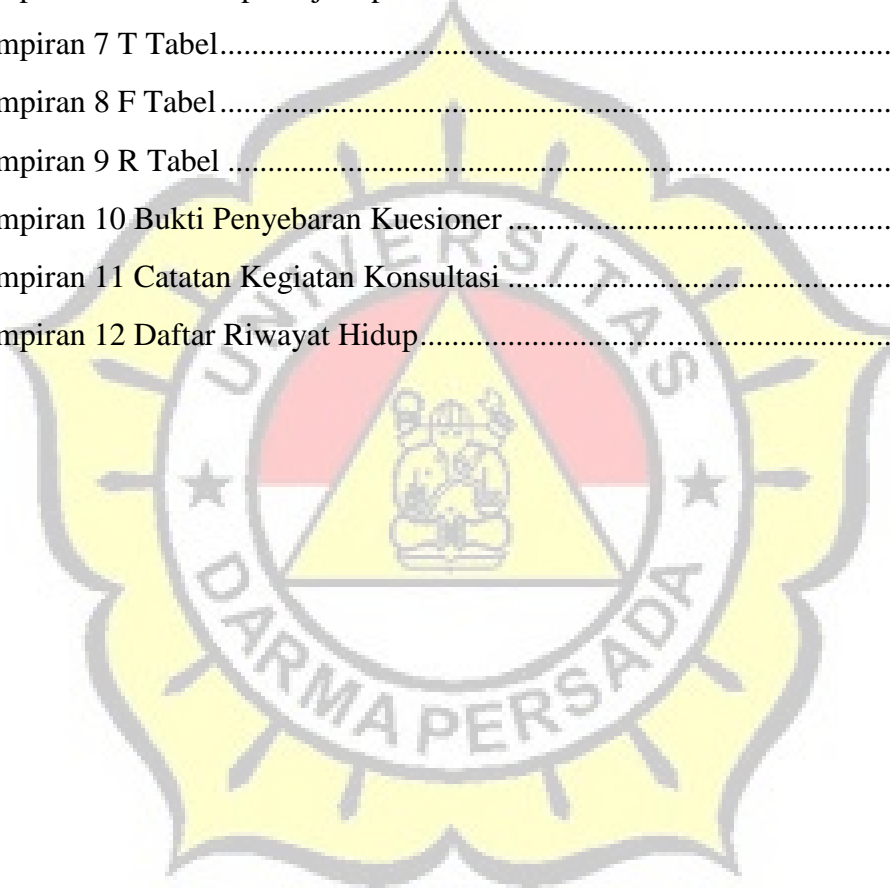 mpiran 7 T Tabel
mpiran 8 F Tabel
mpiran 9 R Tabel
mpiran 10 Bukti Penyebaran Kuesioner
mpiran 11 Catatan Kegiatan Konsultasi
mpiran 12 Daftar Riwayat Hidup
UNIVERSITAS
DARMA PERSADA